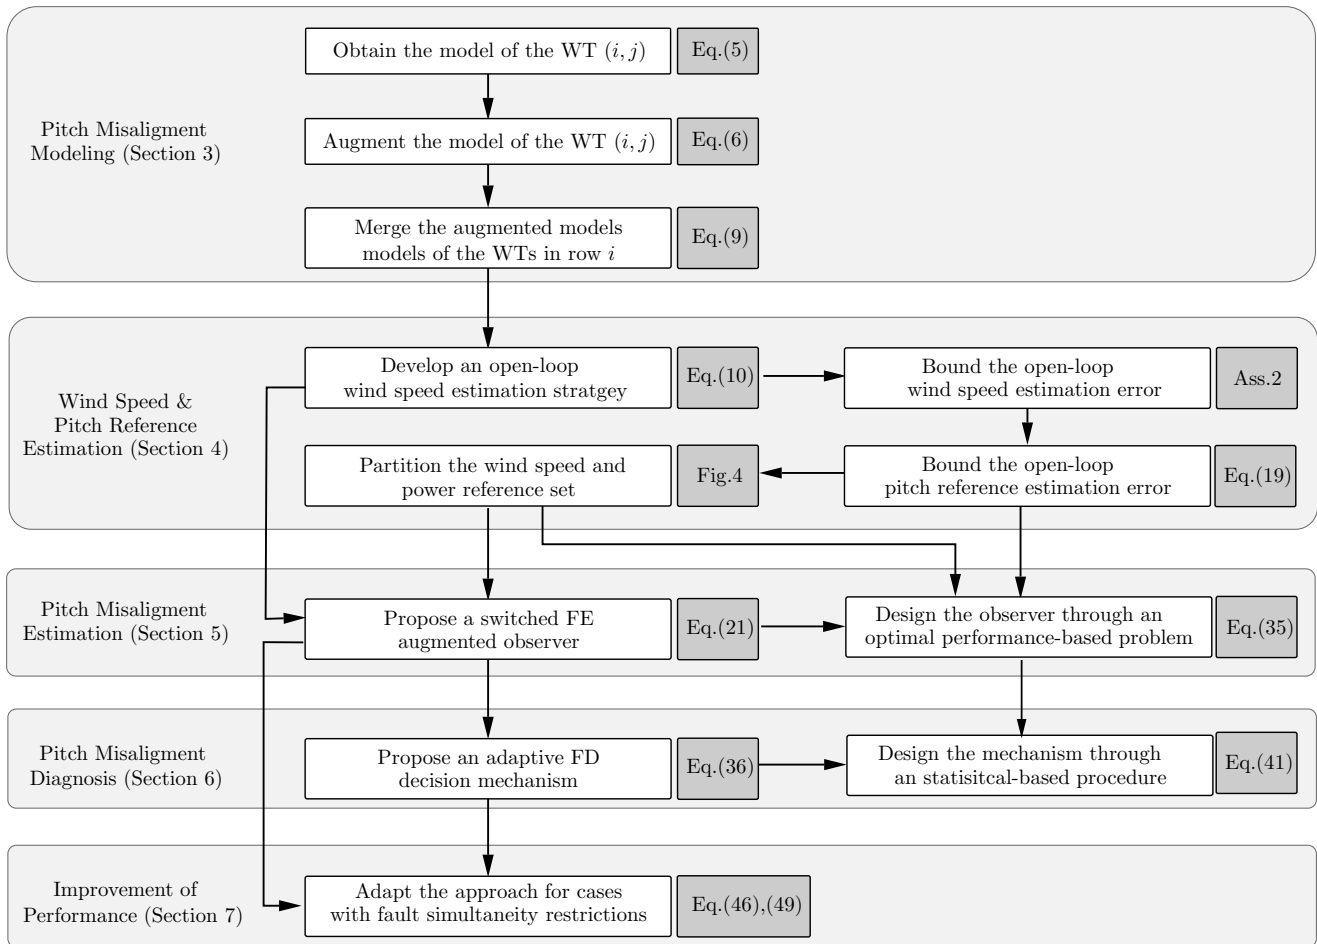 Obtain the model of the WT (i, j)
Eq.(5)
Pitch Misaligment
Modeling (Section 3)
Augment the model of the WT (i, j)
Eq.(6)
Merge the augmented models
models of the WTs in row i
Eq.(9)
Wind Speed &
Pitch Reference
Estimation (Section 4)
Develop an open-loop
wind speed estimation stratgey
Eq.(10)
Bound the open-loop
wind speed estimation error
Ass.2
Partition the wind speed and
power reference set
Fig.4
Bound the open-loop
pitch reference estimation error
Eq.(19)
Pitch Misaligment
Estimation (Section 5)
Propose a switched FE
augmented observer
Eq.(21)
Design the observer through an
optimal performance-based problem
Eq.(35)
Pitch Misaligment
Diagnosis (Section 6)
Propose an adaptive FD
decision mechanism
Eq.(36)
Design the mechanism through
an statisitcal-based procedure
Eq.(41)
Improvement of
Performance (Section 7)
Adapt the approach for cases
with fault simultaneity restrictions
Eq.(46),(49)